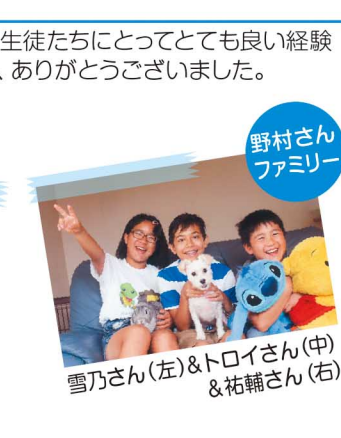 生徒たちにとってとても良い経験
、ありがとうございました。
野村さん
ファミリー
雪乃さん(左)&トロイさん(中)
&祐輔さん(右)